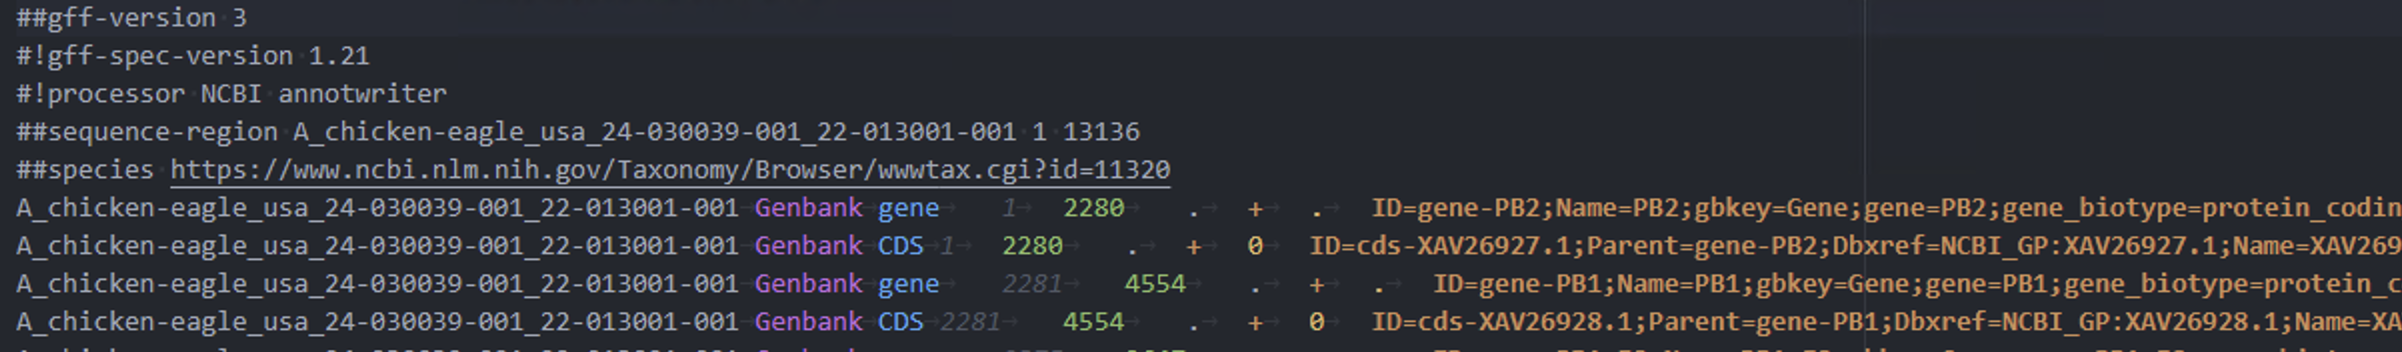 ##gff-version 3
#!gff-spec-version 1.21
#!processor NCBI annotwriter
##sequence-region A_chicken-eagle_usa_24-030039-001_22-013001-001 1 13136
##species https://www.ncbi.nlm.nih.gov/Taxonomy/Browser/wwwtax.cgi?id=11320
A_chicken-eagle_usa_24-030039-001_22-013001-001 Genbank gene 1 2280 . + . ID=gene-PB2;Name=PB2;gbkey=Gene;gene=PB2;gene_biotype=protein_codin
A_chicken-eagle_usa_24-030039-001_22-013001-001 Genbank CDS 1 2280 . + 0 ID=cds-XAV26927.1;Parent=gene-PB2;Dbxref=NCBI_GP:XAV26927.1;Name=XAV269
A_chicken-eagle_usa_24-030039-001_22-013001-001 Genbank gene 2281 4554 . + . ID=gene-PB1;Name=PB1;gbkey=Gene;gene=PB1;gene_biotype=protein_c
A_chicken-eagle_usa_24-030039-001_22-013001-001 Genbank CDS 2281 4554 . + 0 ID=cds-XAV26928.1;Parent=gene-PB1;Dbxref=NCBI_GP:XAV26928.1;Name=XA